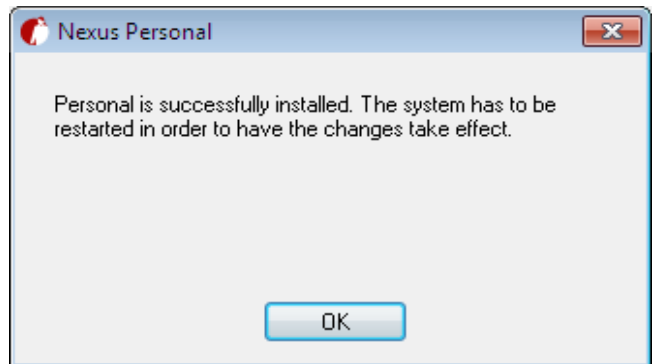 Nexus Personal
Personal is successfully installed. The system has to be
restarted in order to have the changes take effect.
OK